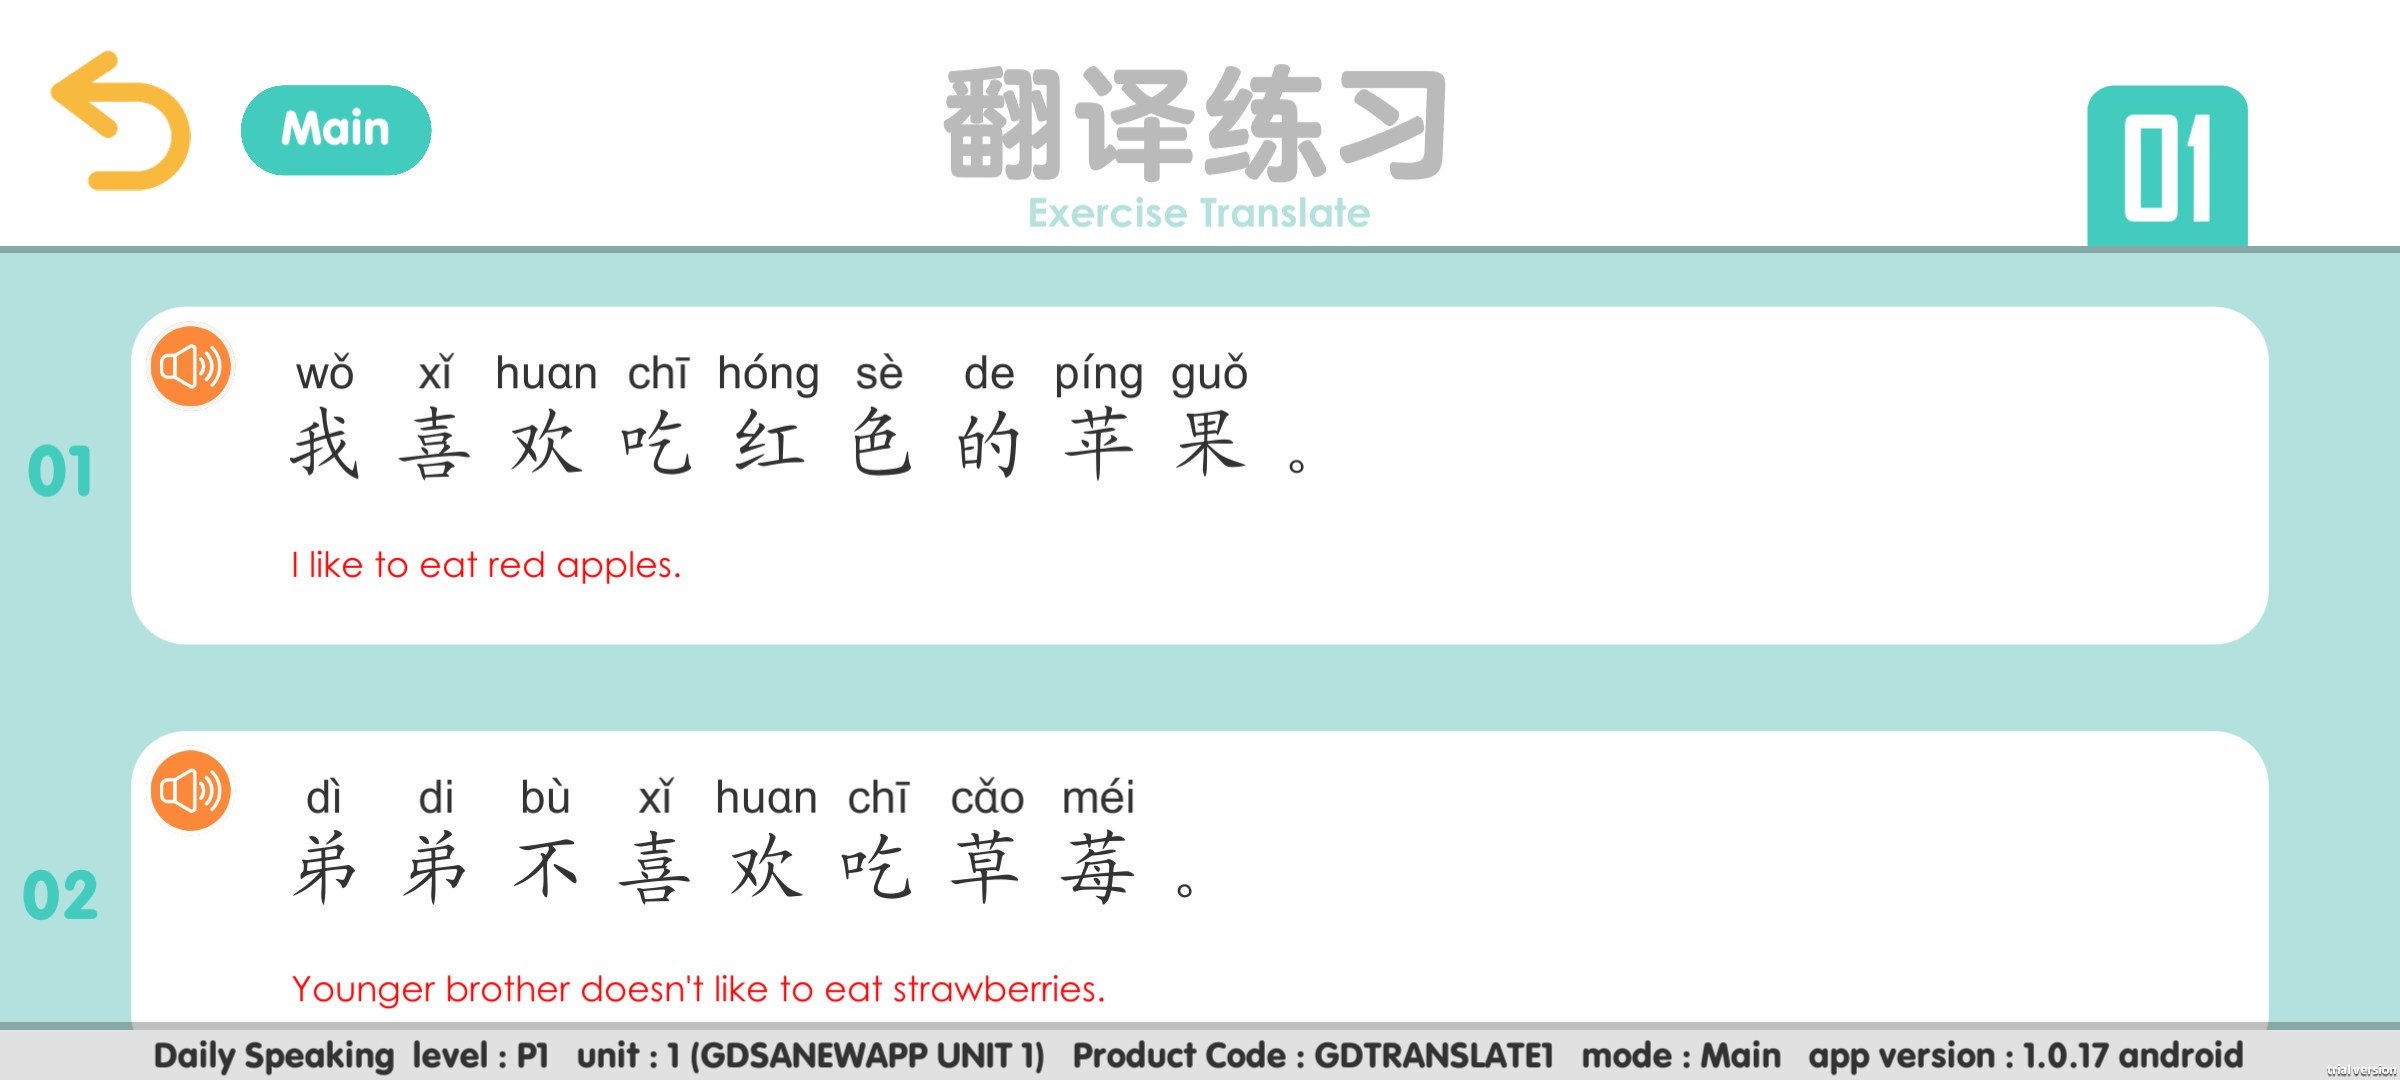 Main
翻译练习
Exercise Translate
01
01
wǒ xǐ huan chī hóng sè de píng guǒ
我喜欢吃红色的苹果。
I like to eat red apples.
02
dì di bù xǐ huan chī cǎo méi
弟弟不喜欢吃草莓。
Younger brother doesn't like to eat strawberries.
Daily Speaking level : P1 unit : 1 (GDSANEWAPP UNIT 1) Product Code : GDTRANSLATE1 mode : Main app version : 1.0.17 android
trial version